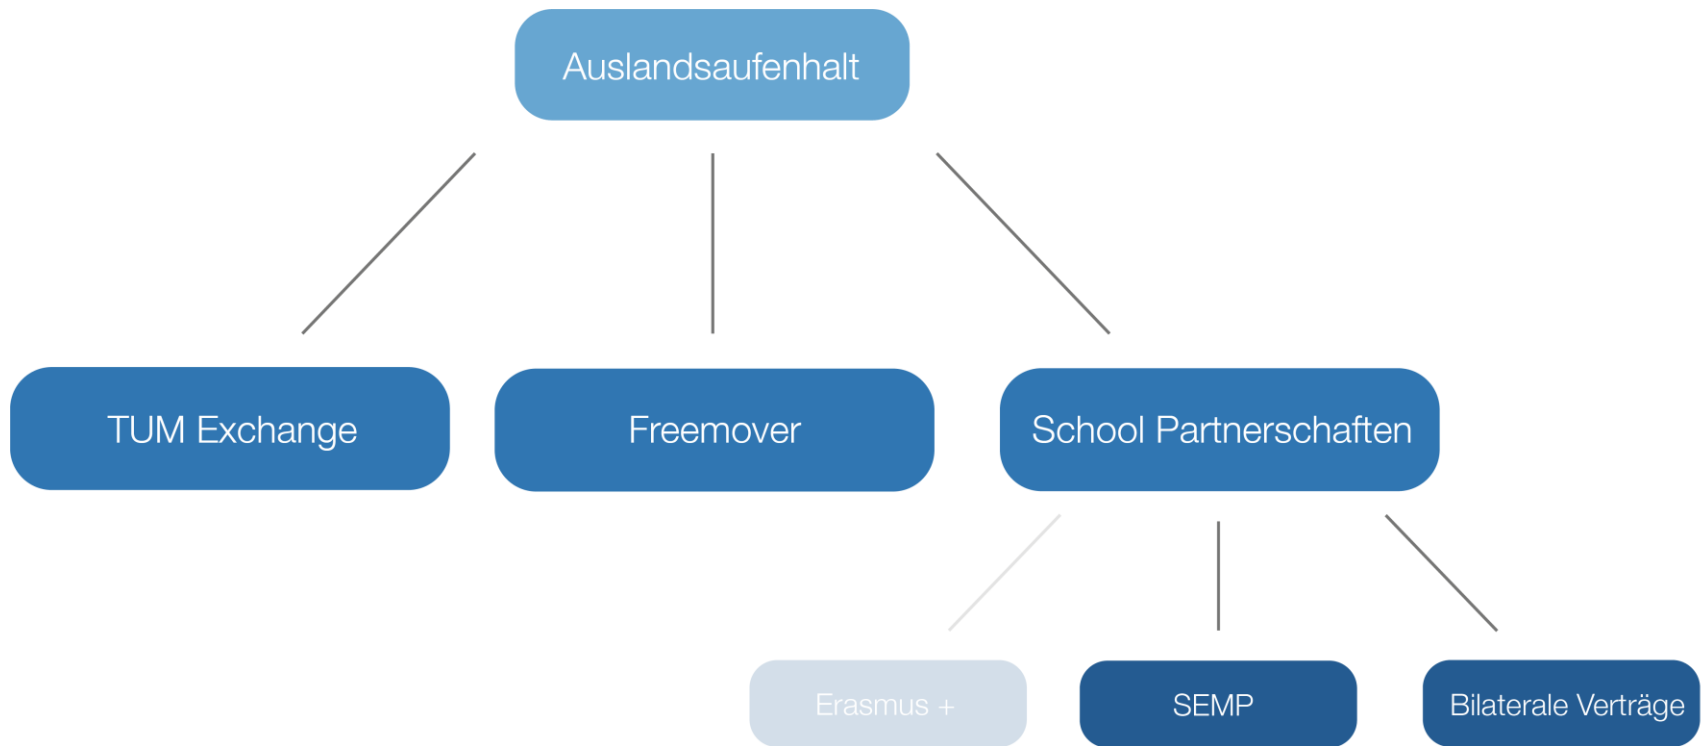 Auslandsaufenthalt
TUM Exchange
Freemover
School Partnerschaften
Erasmus +
SEMP
Bilaterale Verträge